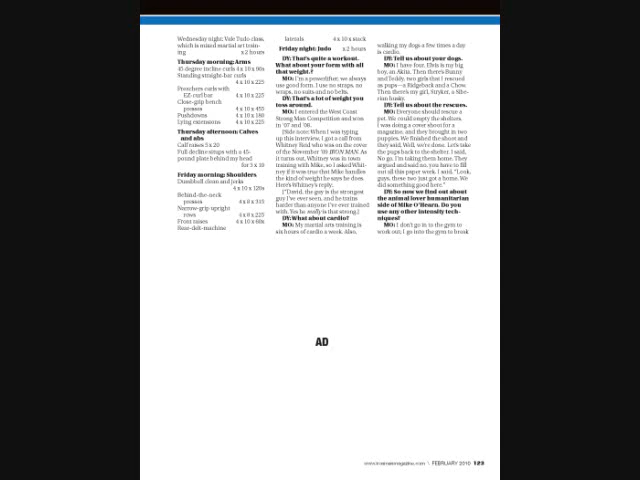 Wednesday night: Vale Tudo class,
which is mixed martial art train-
ing x 2 hours
Thursday morning: Arms
45 degree incline curls 4 x 10 x 60s
Standing straight-bar curls
4 x 10 x 225
Preachers curls with
EZ-curl bar 4 x 10 x 225
Close-grip bench
presses 4 x 10 x 455
Pushdowns 4 x 10 x 180
Lying extensions 4 x 10 x 225
Thursday afternoon: Calves
and abs
Calf raises 5 x 20
Full decline situps with a 45-
pound plate behind my head
for 5 x 10
Friday morning: Shoulders
Dumbbell clean and jerks
4 x 10 x 120s
Behind-the-neck
presses 4 x 8 x 315
Narrow-grip upright
rows 4 x 8 x 225
Front raises 4 x 10 x 60s
Rear-delt-machine
laterals 4 x 10 x stack
Friday night: Judo x 2 hours
DY: That's quite a workout.
What about your form with all
that weight?
MO: I'm a powerlifter; we always
use good form. I use no straps, no
wraps, no suits and no belts.
DY: That's a lot of weight you
toss around.
MO: I entered the West Coast
Strong Man Competition and won
in '07 and '08.
[Side note: When I was typing
up this interview, I got a call from
Whitney Reid who was on the cover
of the November '09 IRON MAN. As
it turns out, Whitney was in town
training with Mike, so I asked Whit-
ney if it was true that Mike handles
the kind of weight he says he does.
Here's Whitney's reply:
["David, the guy is the strongest
guy I've ever seen, and he trains
harder than anyone I've ever trained
with. Yes he really is that strong.]
DY: What about cardio?
MO: My martial arts training is
six hours of cardio a week. Also,
walking my dogs a few times a day
is cardio.
DY: Tell us about your dogs.
MO: I have four. Elvis is my big
boy, an Akita. Then there's Bunny
and Teddy, two girls that I rescued
as pups—a Ridgeback and a Chow.
Then there's my girl, Stryker, a Sibe-
rian husky.
DY: Tell us about the rescues.
MO: Everyone should rescue a
pet. We could empty the shelters.
I was doing a cover shoot for a
magazine, and they brought in two
puppies. We finished the shoot and
they said, Well, we're done. Let's take
the pups back to the shelter. I said,
No go, I'm taking them home. They
argued and said no, you have to fill
out all this paper work. I said, "Look,
guys, those two just got a home. We
did something good here."
DY: So now we find out about
the animal lover humanitarian
side of Mike O'Hearn. Do you
use any other intensity tech-
niques?
MO: I don't go in to the gym to
work out; I go into the gym to break
AD
www.ironmanmagazine.com \ FEBRUARY 2010 123